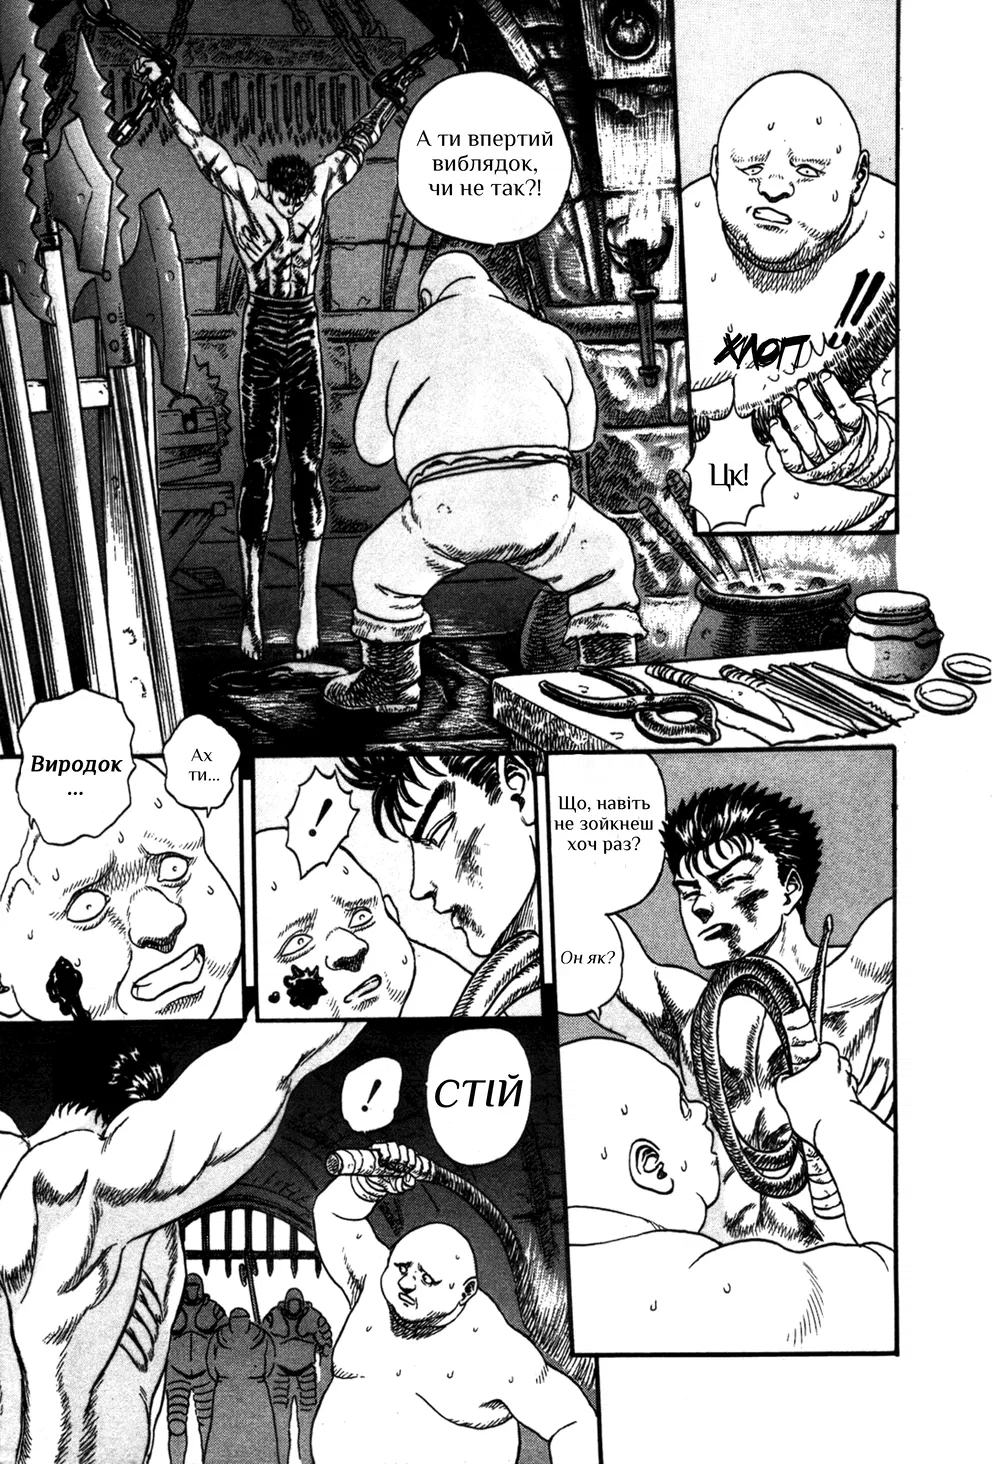 ХЛОП!!
Цк!
А ти впертий
виблядок,
чи не так?!
Що, навіть
не зойкнеш
хоч раз?
Он як?
!
Ах
ти...
Виродок
...
СТІЙ
!